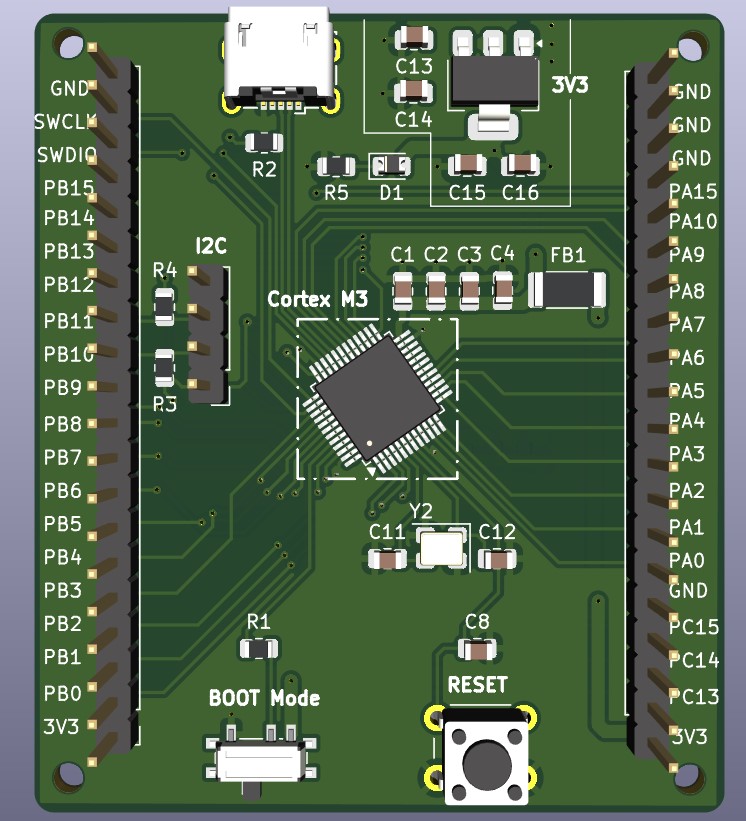 C13
3V3
C14
R2
R5
D1
C15
C16
GND
SWCLK
SWDIO
PB15
PB14
PB13
PB12
PB11
PB10
PB9
PB8
PB7
PB6
PB5
PB4
PB3
PB2
PB1
PB0
3V3
I2C
R4
R3
Cortex M3
C1 C2 C3 C4 FB1
Y2
C11
C12
R1
C8
BOOT Mode
RESET
GND
GND
GND
PA15
PA10
PA9
PA8
PA7
PA6
PA5
PA4
PA3
PA2
PA1
PA0
GND
PC15
PC14
PC13
3V3